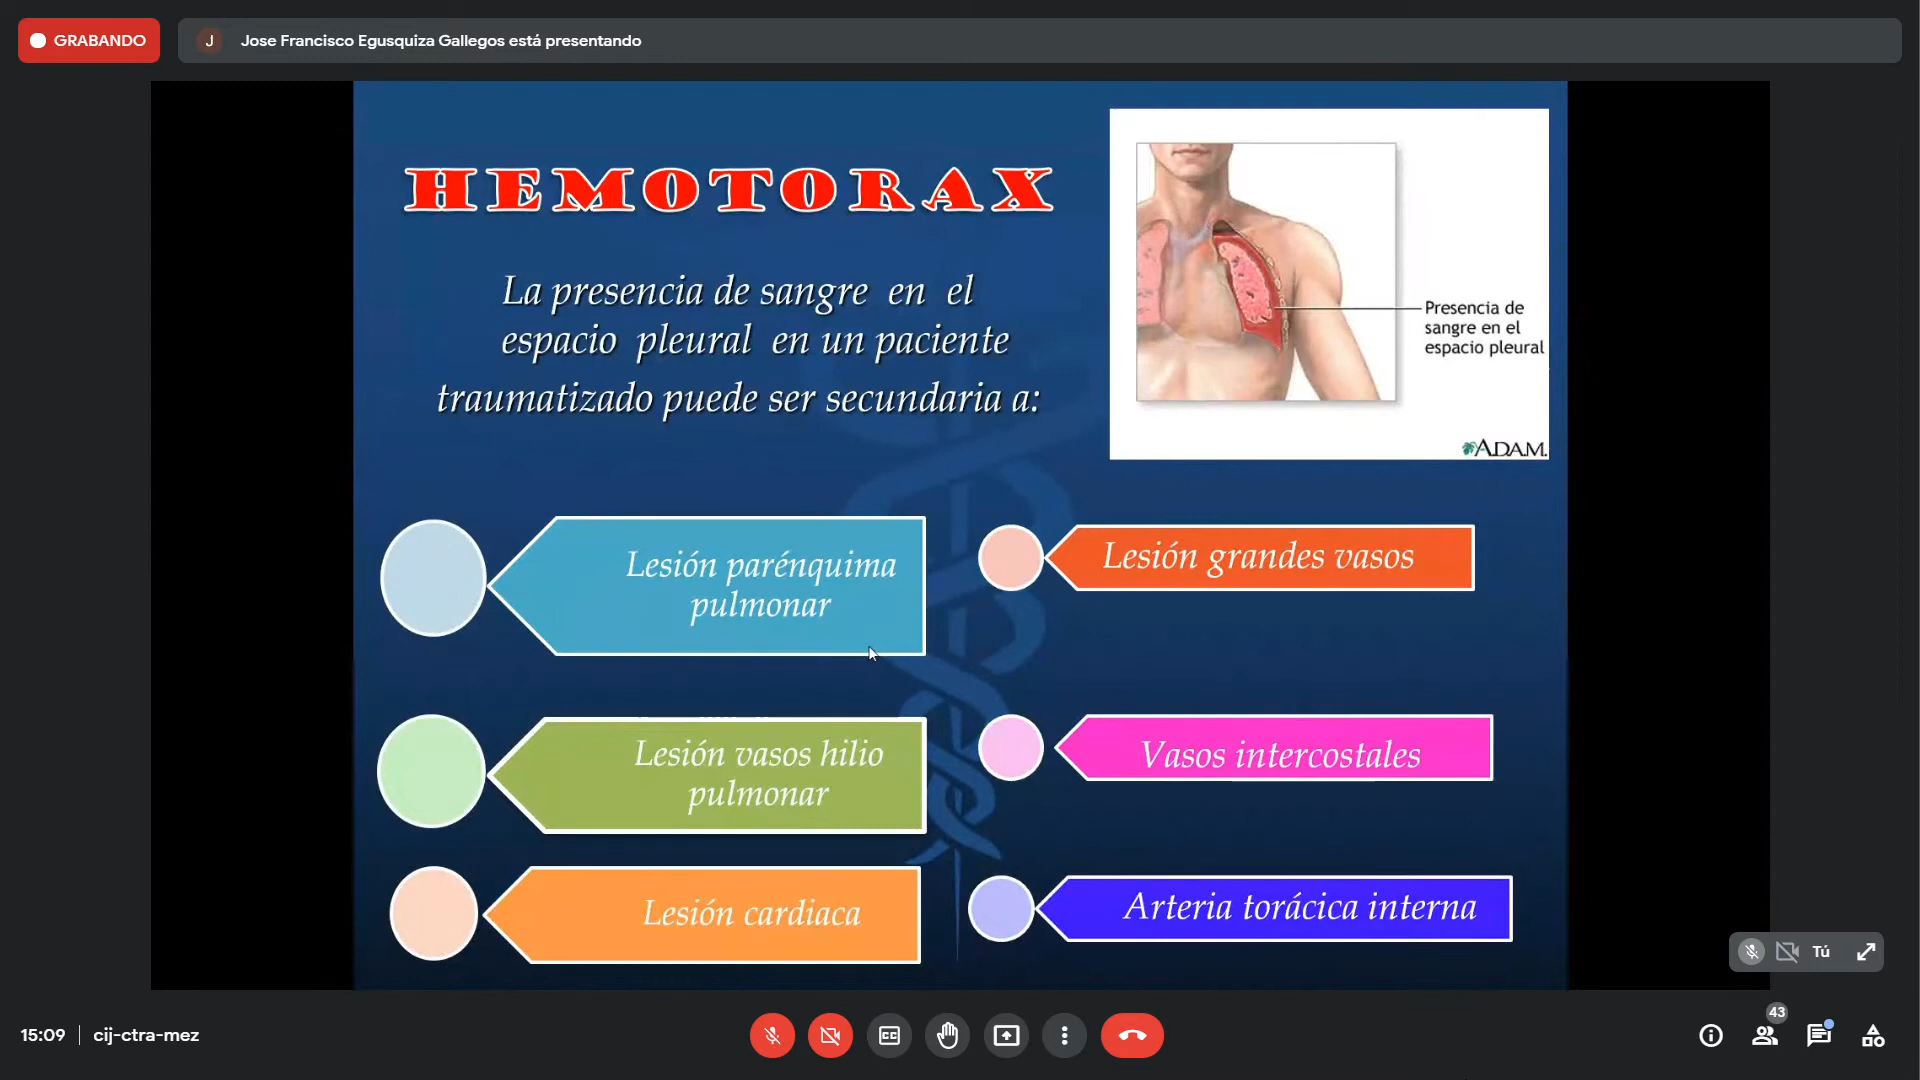 GRABANDO
J
Jose Francisco Egusquiza Gallegos está presentando
HEMOTORAX
La presencia de sangre en el
espacio pleural en un paciente
traumatizado puede ser secundaria a:
Presencia de
sangre en el
espacio pleural
A.D.A.M.
Lesión parénquima
pulmonar
Lesión grandes vasos
Lesión vasos hilio
pulmonar
Vasos intercostales
Lesión cardiaca
Arteria torácica interna
Tú
15:09
cij-ctra-mez
CC
43